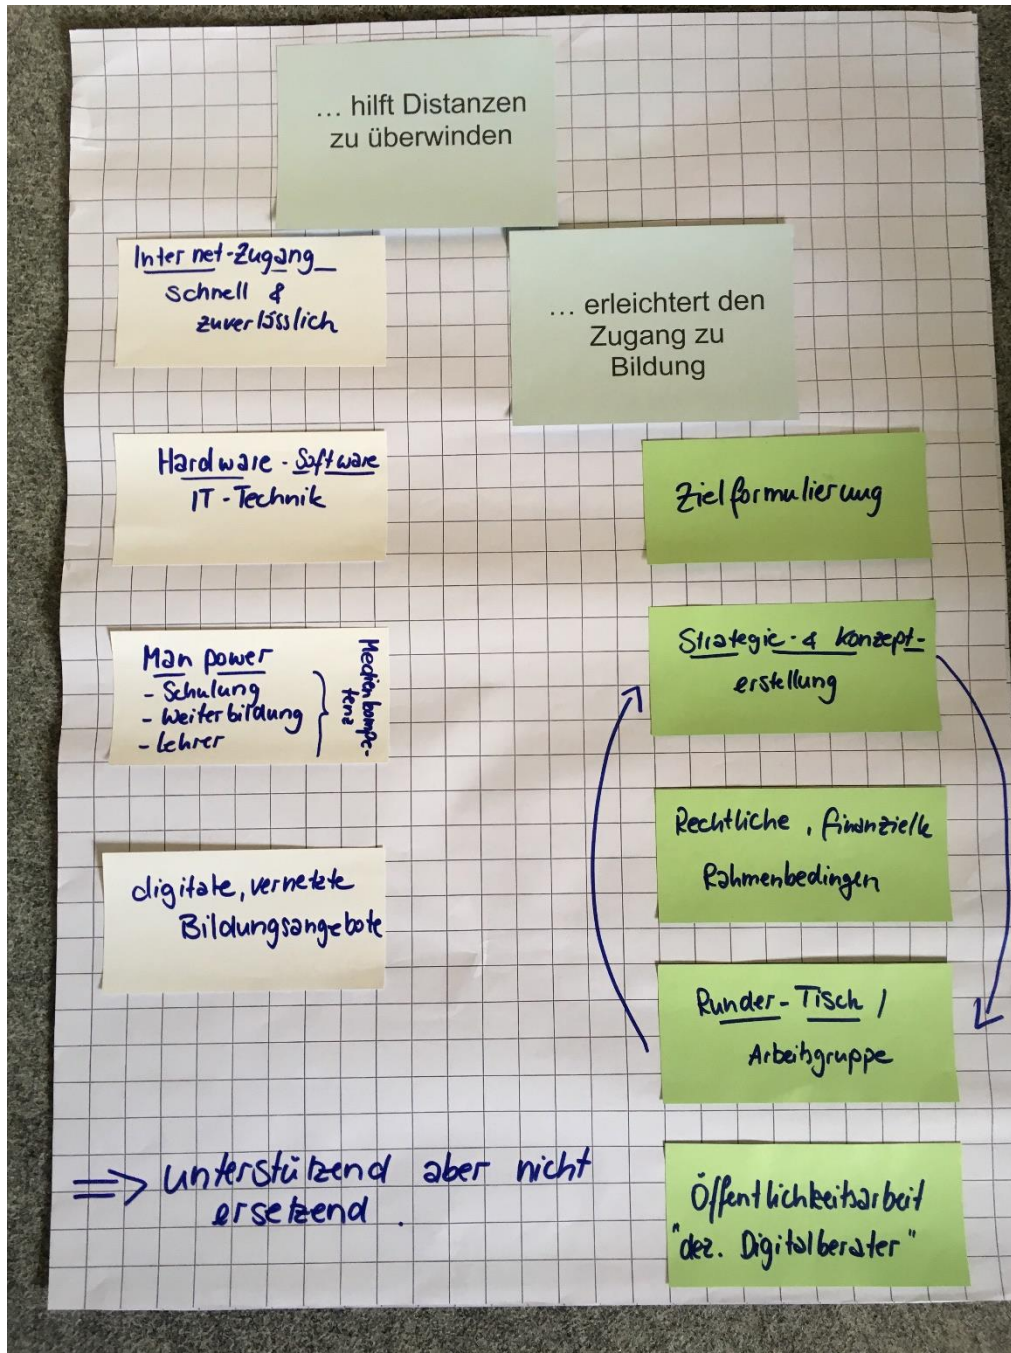 ... hilft Distanzen
zu überwinden
... erleichtert den
Zugang zu
Bildung
Internet-Zugang
schnell &
zuverlässlich
Hardware - Software
IT-Technik
Man power
- Schulung
- Weiterbildung
- Lehrer
Medienkompe-
tenz
digitale, vernetzte
Bildungsangebote
Zielformulierung
Strategie- & Konzept-
erstellung
Rechtliche, finanzielle
Rahmenbedingen
Runder-Tisch /
Arbeitsgruppe
Öffentlichkeitsarbeit
"dez. Digitalberater"
=> unterstützend aber nicht
ersetzend.